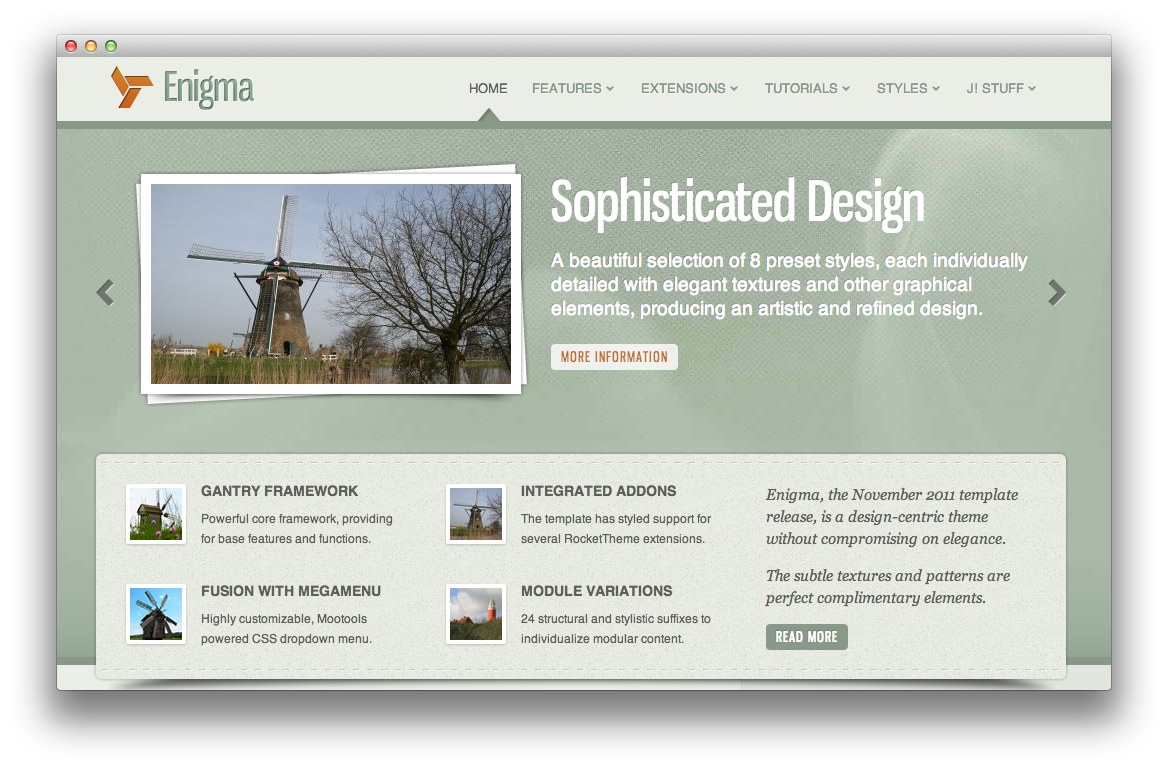 Enigma
HOME FEATURES EXTENSIONS TUTORIALS STYLES J! STUFF
Sophisticated Design
A beautiful selection of 8 preset styles, each individually
detailed with elegant textures and other graphical
elements, producing an artistic and refined design.
MORE INFORMATION
GANTRY FRAMEWORK
Powerful core framework, providing
for base features and functions.
INTEGRATED ADDONS
The template has styled support for
several RocketTheme extensions.
FUSION WITH MEGAMENU
Highly customizable, Mootools
powered CSS dropdown menu.
MODULE VARIATIONS
24 structural and stylistic suffixes to
individualize modular content.
Enigma, the November 2011 template
release, is a design-centric theme
without compromising on elegance.
The subtle textures and patterns are
perfect complimentary elements.
READ MORE